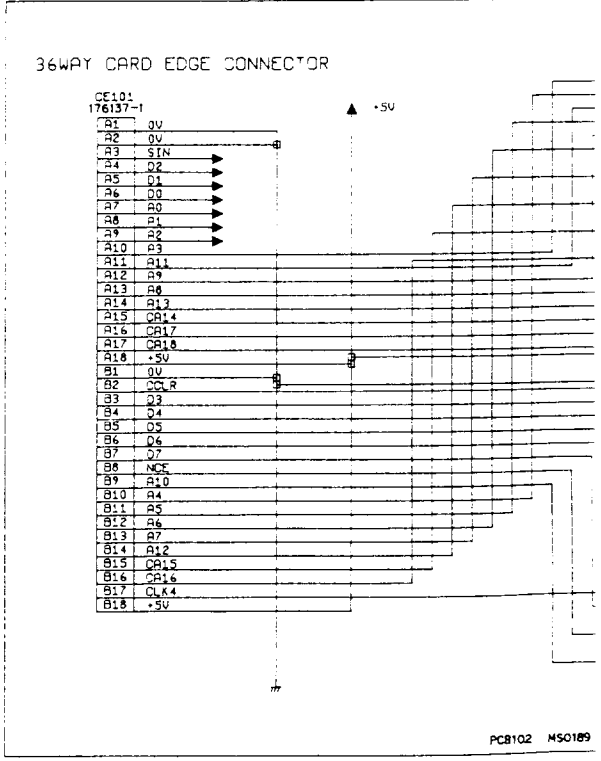 36WAY CARD EDGE CONNECTOR
CE101
176137-1
+5V
A1 0V
A2 0V
A3 SIN
A4 D2
A5 D1
A6 D0
A7 A0
A8 A1
A9 A2
A10 A3
A11 A11
A12 A9
A13 A8
A14 A13
A15 CA14
A16 CA17
A17 CA18
A18 +5V
B1 0V
B2 CCLR
B3 D3
B4 D4
B5 D5
B6 D6
B7 D7
B8 NCE
B9 A10
B10 A4
B11 A5
B12 A6
B13 A7
B14 A12
B15 CA15
B16 CA16
B17 CLK4
B18 +5V
PCB102 MS0189